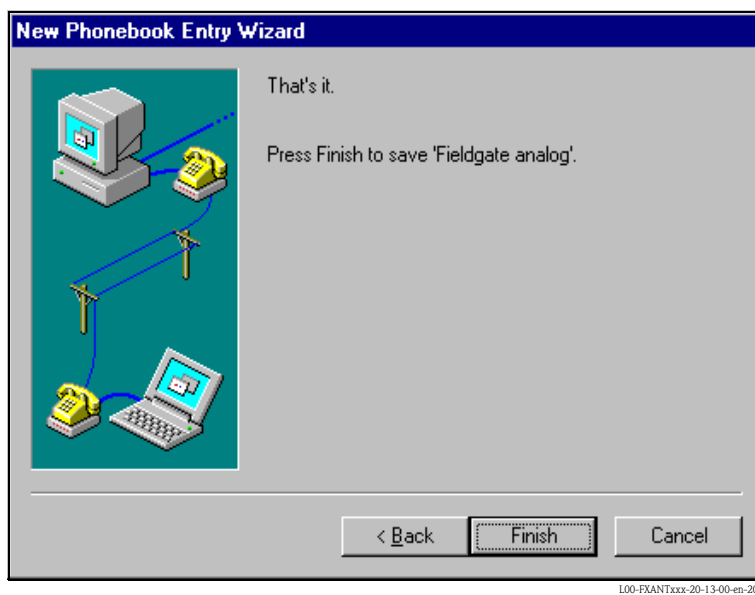 New Phonebook Entry Wizard
That's it.
Press Finish to save 'Fieldgate analog'.
< Back
Finish
Cancel
L00-FXANTxxx-20-13-00-en-20